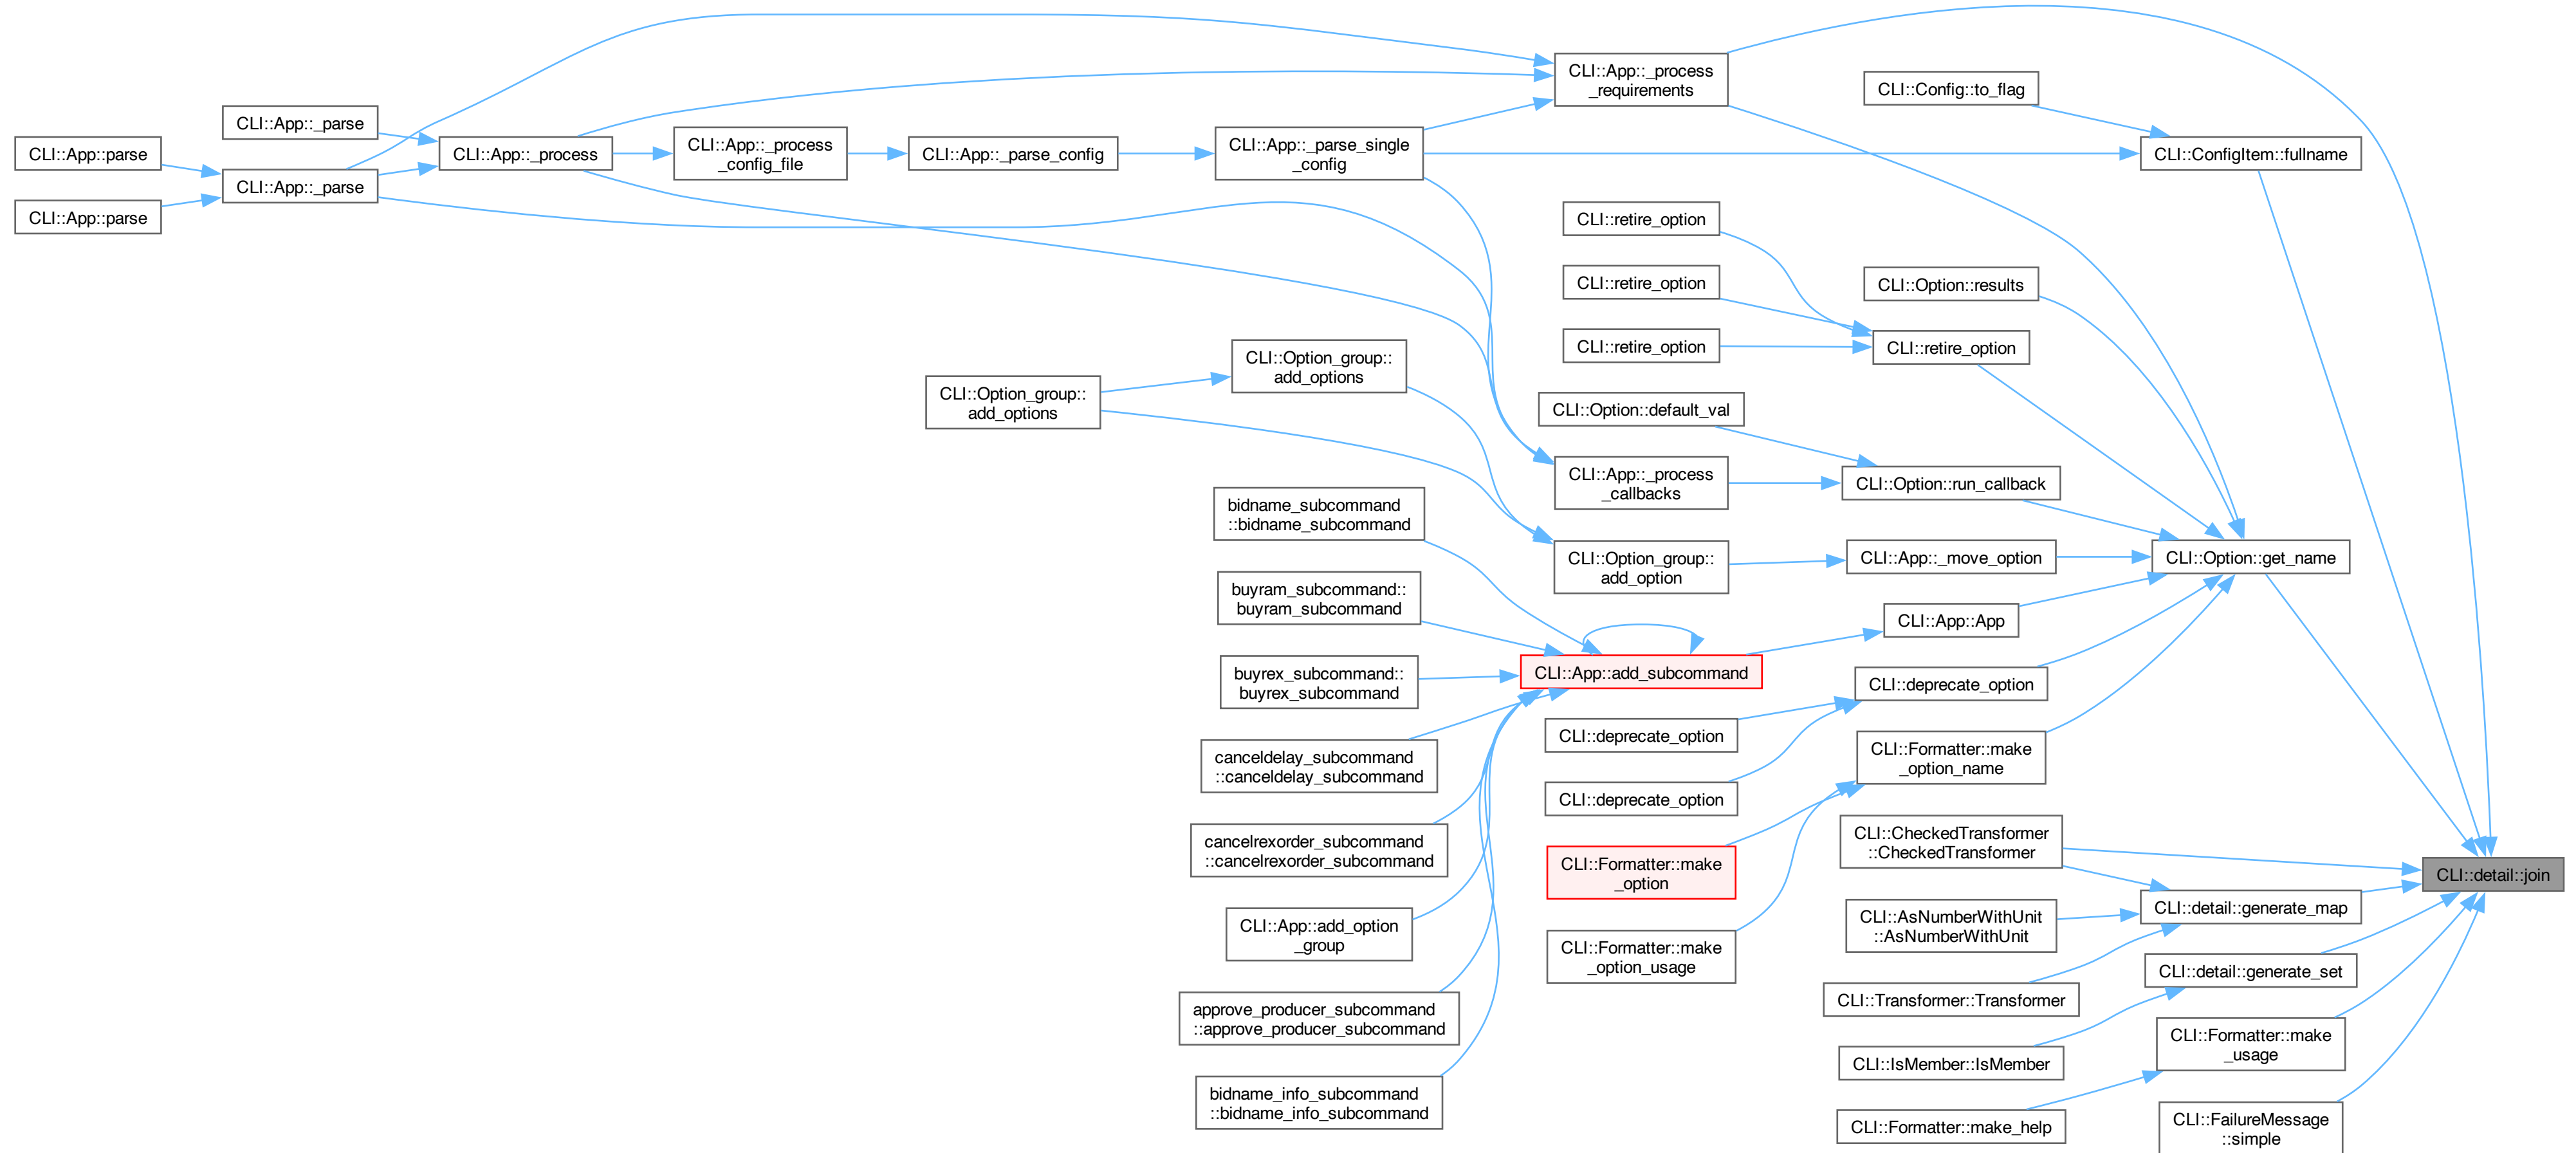 CLI::App::parse
CLI::App::parse
CLI::App::_parse
CLI::App::_parse
CLI::App::_process
CLI::App::_process
_config_file
CLI::App::_parse_config
CLI::App::_parse_single
_config
CLI::App::_process
_requirements
CLI::Config::to_flag
CLI::ConfigItem::fullname
CLI::retire_option
CLI::retire_option
CLI::retire_option
CLI::Option::results
CLI::retire_option
CLI::Option_group::
add_options
CLI::Option_group::
add_options
CLI::Option::default_val
CLI::App::_process
_callbacks
CLI::Option::run_callback
bidname_subcommand
::bidname_subcommand
CLI::Option_group::
add_option
CLI::App::_move_option
CLI::Option::get_name
buyram_subcommand::
buyram_subcommand
CLI::App::App
buyrex_subcommand::
buyrex_subcommand
CLI::App::add_subcommand
CLI::deprecate_option
canceldelay_subcommand
::canceldelay_subcommand
CLI::deprecate_option
CLI::deprecate_option
CLI::Formatter::make
_option_name
cancelrexorder_subcommand
::cancelrexorder_subcommand
CLI::Formatter::make
_option
CLI::CheckedTransformer
::CheckedTransformer
CLI::detail::join
CLI::App::add_option
_group
CLI::Formatter::make
_option_usage
CLI::AsNumberWithUnit
::AsNumberWithUnit
CLI::detail::generate_map
CLI::detail::generate_set
approve_producer_subcommand
::approve_producer_subcommand
CLI::Transformer::Transformer
CLI::Formatter::make
_usage
CLI::IsMember::IsMember
bidname_info_subcommand
::bidname_info_subcommand
CLI::Formatter::make_help
CLI::FailureMessage
::simple